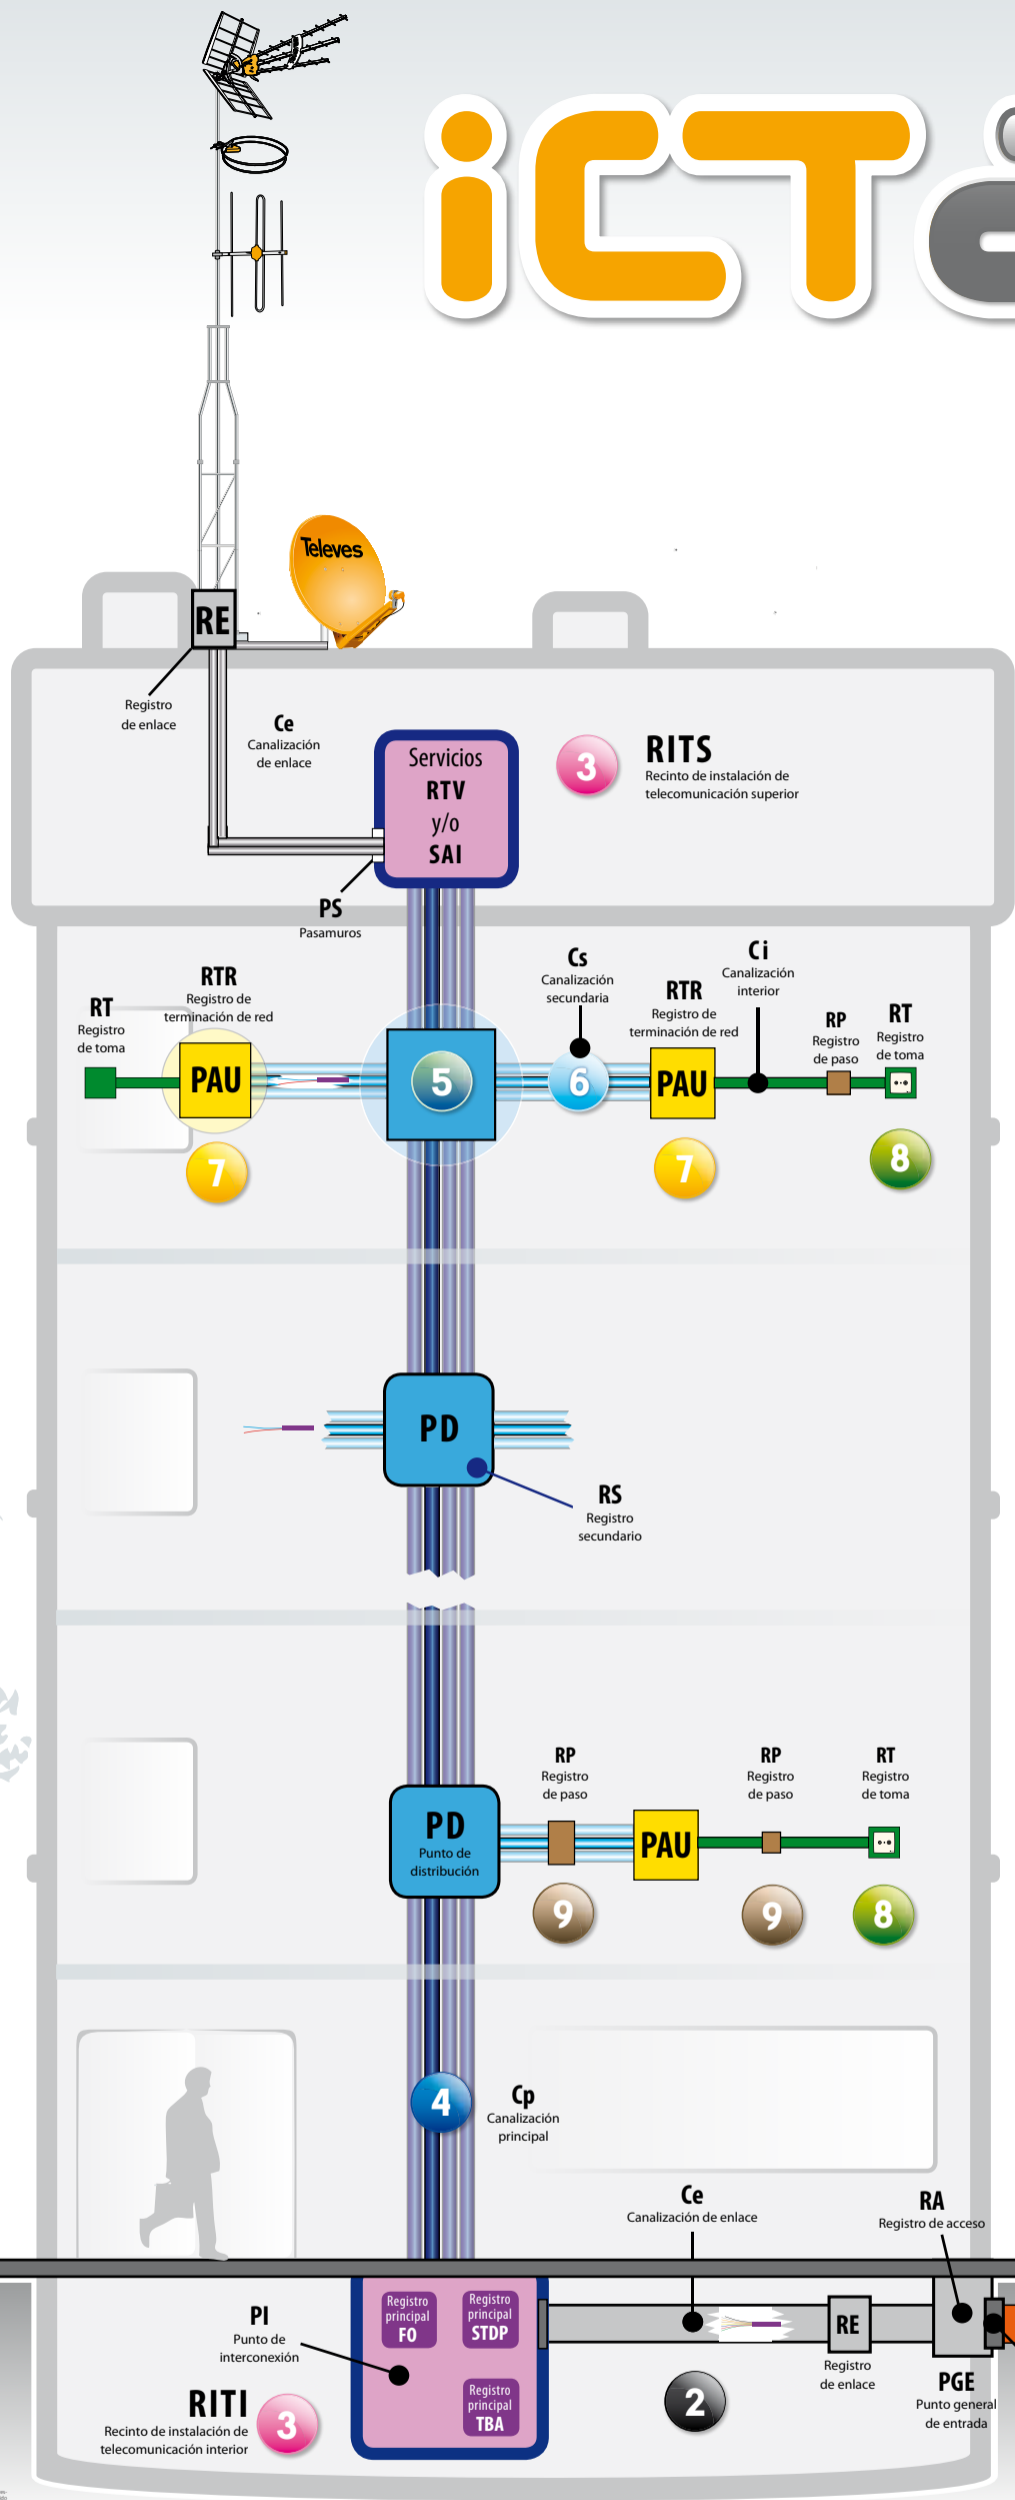 iCT
Televes
RE
Registro
de enlace
Ce
Canalización
de enlace
Servicios
RTV
y/o
SAI
3
RITS
Recinto de instalación de
telecomunicación superior
PS
Pasamuros
RT
Registro
de toma
RTR
Registro de
terminación de red
PAU
7
5
Cs
Canalización
secundaria
6
RTR
Registro de
terminación de red
PAU
7
Ci
Canalización
interior
RP
Registro
de paso
RT
Registro
de toma
8
PD
RS
Registro
secundario
PD
Punto de
distribución
RP
Registro
de paso
9
PAU
RP
Registro
de paso
9
RT
Registro
de toma
8
4
Cp
Canalización
principal
Ce
Canalización de enlace
RA
Registro de acceso
PI
Punto de
interconexión
Registro
principal
FO
Registro
principal
STDP
Registro
principal
TBA
RITI
Recinto de instalación de
telecomunicación interior
3
2
RE
Registro
de enlace
PGE
Punto general
de entrada